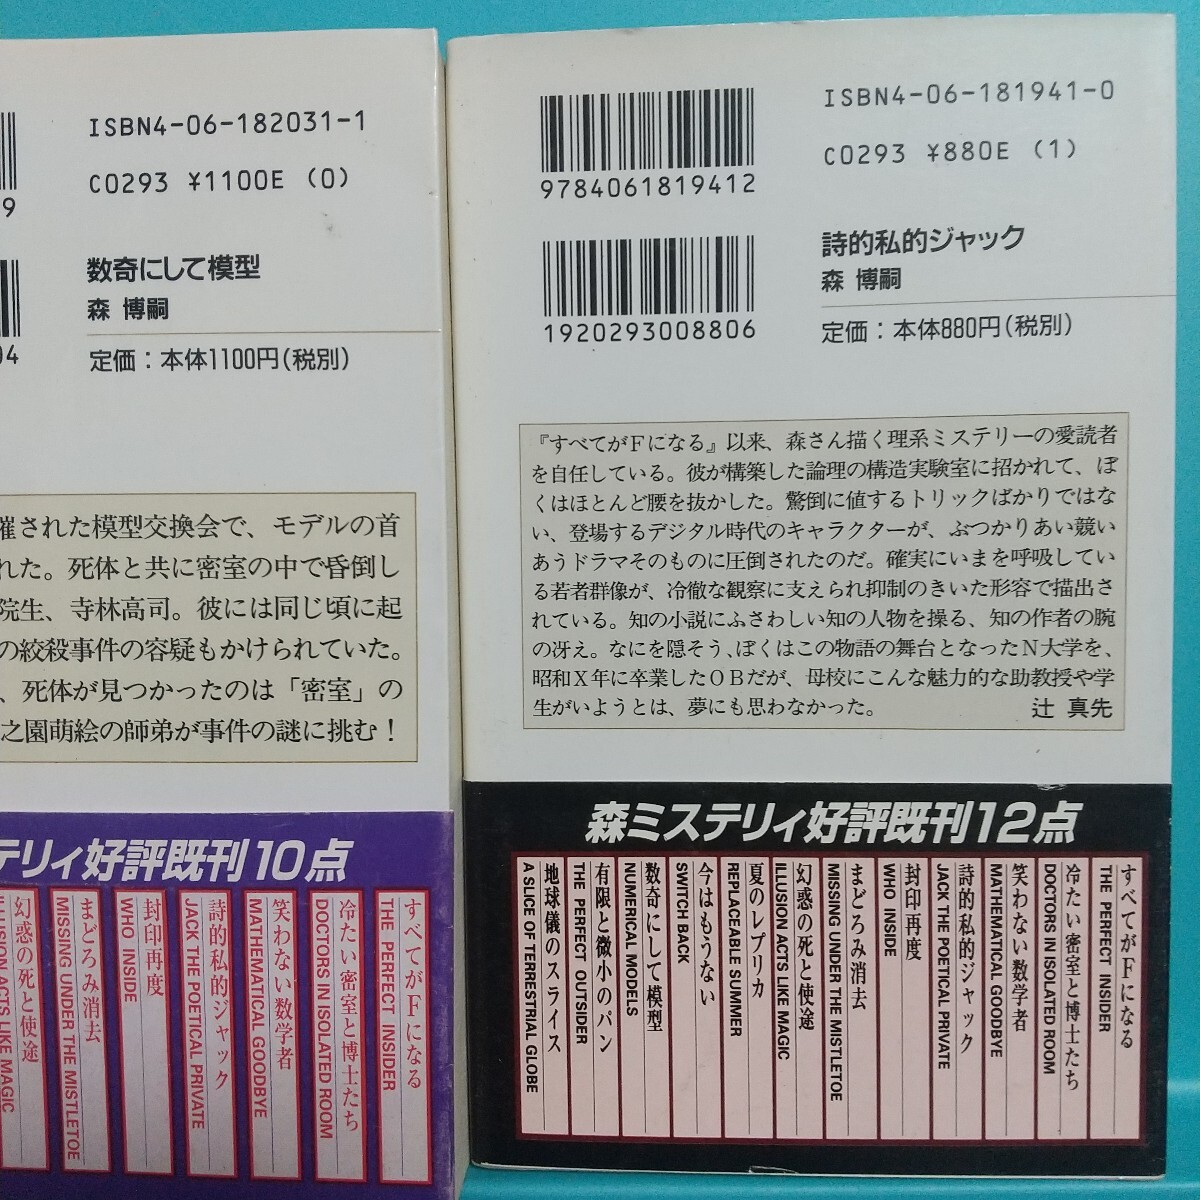 9
04
ISBN4-06-182031-1
C0293 ¥1100E (0)
数奇にして模型
森 博嗣
定価：本体1100円(税別)
催された模型交換会で、モデルの首
れた。死体と共に密室の中で昏倒し
院生、寺林高司。彼には同じ頃に起
の絞殺事件の容疑もかけられていた。
、死体が見つかったのは「密室」の
之園萌絵の師弟が事件の謎に挑む！
テリィ好評既刊10点
すべてがFになる
THE PERFECT INSIDER
冷たい密室と博士たち
DOCTORS IN ISOLATED ROOM
笑わない数学者
MATHEMATICAL GOODBYE
詩的私的ジャック
JACK THE POETICAL PRIVATE
封印再度
WHO INSIDE
まどろみ消去
MISSING UNDER THE MISTLETOE
幻惑の死と使途
ILLUSION ACTS LIKE MAGIC
9784061819412
1920293008806
ISBN4-06-181941-0
C0293 ¥880E (1)
詩的私的ジャック
森 博嗣
定価：本体880円(税別)
『すべてがFになる』以来、森さん描く理系ミステリーの愛読者
を自任している。彼が構築した論理の構造実験室に招かれて、ぼ
くはほとんど腰を抜かした。驚倒に値するトリックばかりではな
い、登場するデジタル時代のキャラクターが、ぶつかりあい競い
あうドラマそのものに圧倒されたのだ。確実にいまを呼吸してい
る若者群像が、冷徹な観察に支えられ抑制のきいた形容で描出さ
れている。知の小説にふさわしい知の人物を操る、知の作者の腕
の冴え。なにを隠そう、ぼくはこの物語の舞台となったN大学を、
昭和X年に卒業したOBだが、母校にこんな魅力的な助教授や学
生がいようとは、夢にも思わなかった。 辻 真先
森ミステリィ好評既刊12点
すべてがFになる
THE PERFECT INSIDER
冷たい密室と博士たち
DOCTORS IN ISOLATED ROOM
笑わない数学者
MATHEMATICAL GOODBYE
詩的私的ジャック
JACK THE POETICAL PRIVATE
封印再度
WHO INSIDE
まどろみ消去
MISSING UNDER THE MISTLETOE
幻惑の死と使途
ILLUSION ACTS LIKE MAGIC
夏のレプリカ
REPLACEABLE SUMMER
今はもうない
SWITCH BACK
数奇にして模型
NUMERICAL MODELS
有限と微小のパン
THE PERFECT OUTSIDER
地球儀のスライス
A SLICE OF TERRESTRIAL GLOBE